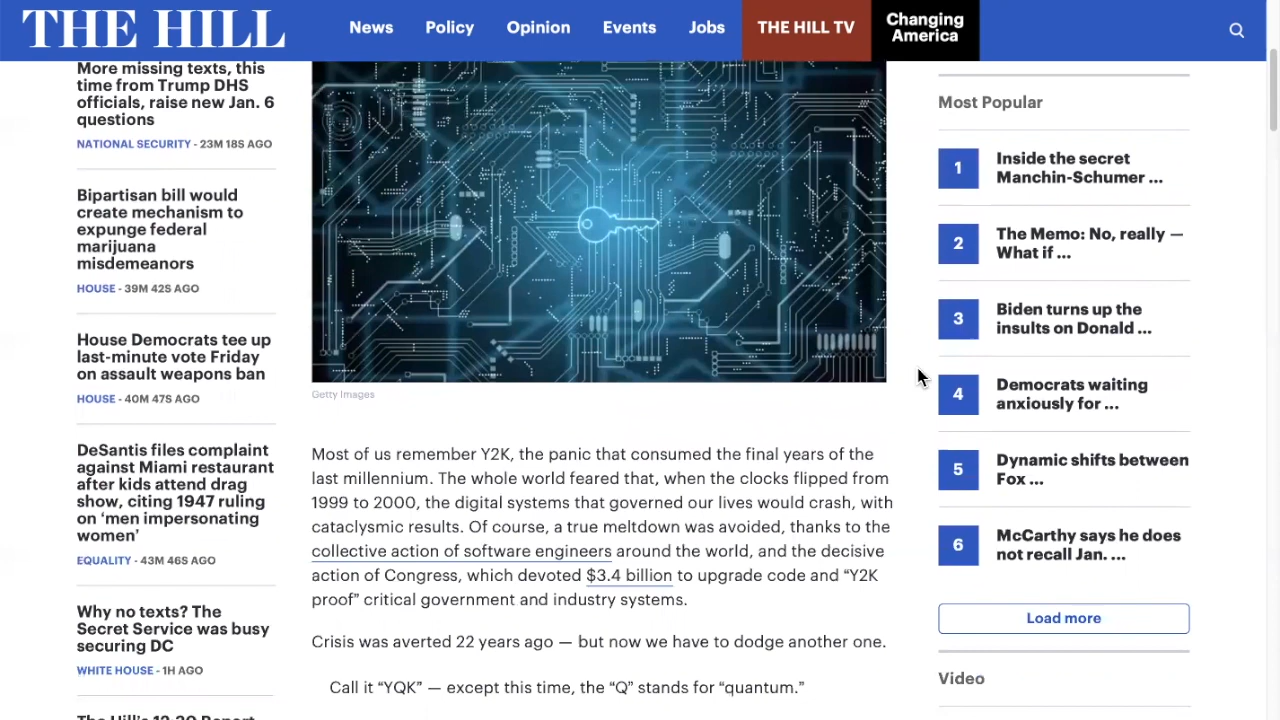 THE HILL
News
Policy
Opinion
Events
Jobs
THE HILL TV
Changing
America
More missing texts, this
time from Trump DHS
officials, raise new Jan. 6
questions
NATIONAL SECURITY - 23M 18S AGO
Bipartisan bill would
create mechanism to
expunge federal
marijuana
misdemeanors
HOUSE - 39M 42S AGO
House Democrats tee up
last-minute vote Friday
on assault weapons ban
HOUSE - 40M 47S AGO
DeSantis files complaint
against Miami restaurant
after kids attend drag
show, citing 1947 ruling
on ‘men impersonating
women’
EQUALITY - 43M 46S AGO
Why no texts? The
Secret Service was busy
securing DC
WHITE HOUSE - 1H AGO
The Hill’s 12:30 Report
Getty Images
Most of us remember Y2K, the panic that consumed the final years of the
last millennium. The whole world feared that, when the clocks flipped from
1999 to 2000, the digital systems that governed our lives would crash, with
cataclysmic results. Of course, a true meltdown was avoided, thanks to the
collective action of software engineers around the world, and the decisive
action of Congress, which devoted $3.4 billion to upgrade code and “Y2K
proof” critical government and industry systems.
Crisis was averted 22 years ago — but now we have to dodge another one.
Call it “YQK” — except this time, the “Q” stands for “quantum.”
Most Popular
1
Inside the secret
Manchin-Schumer ...
2
The Memo: No, really —
What if ...
3
Biden turns up the
insults on Donald ...
4
Democrats waiting
anxiously for ...
5
Dynamic shifts between
Fox ...
6
McCarthy says he does
not recall Jan. ...
Load more
Video